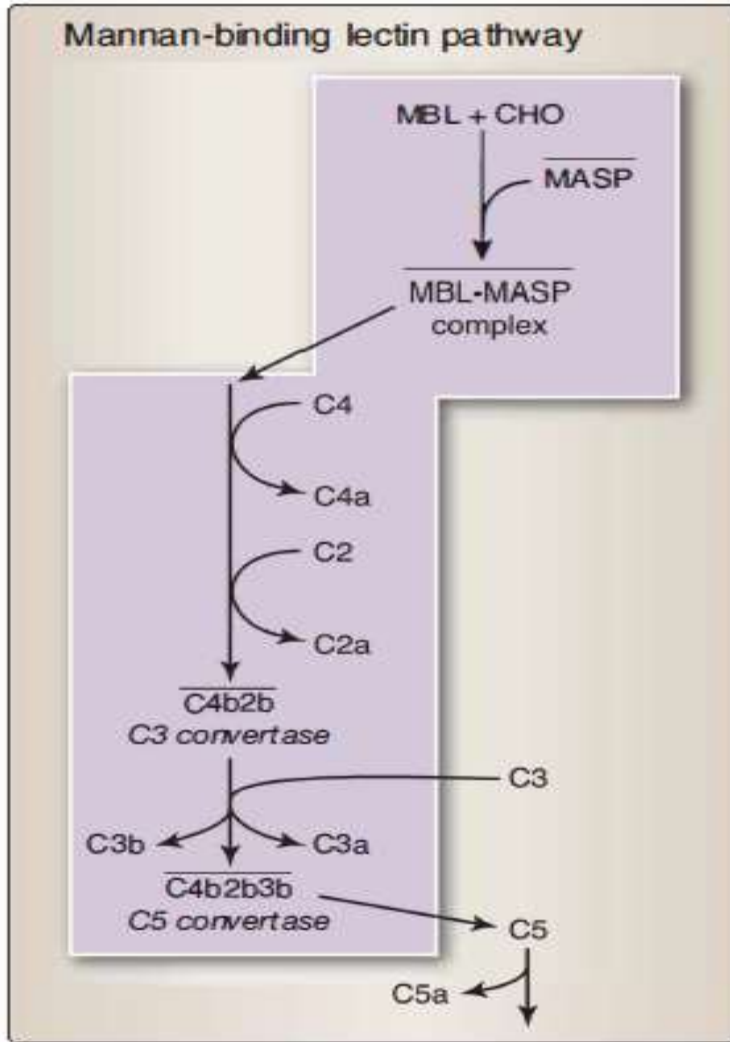 Mannan-binding lectin pathway
MBL + CHO
MASP
MBL-MASP
complex
C4
C4a
C2
C2a
C4b2b
C3 convertase
C3
C3b
C3a
C4b2b3b
C5 convertase
C5
C5a